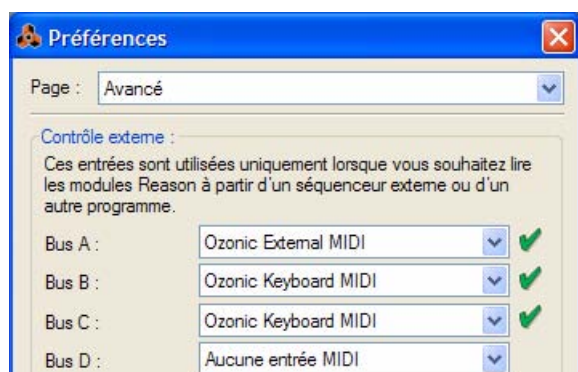 Préférences
Page : Avancé
Contrôle externe :
Ces entrées sont utilisées uniquement lorsque vous souhaitez lire
les modules Reason à partir d'un séquenceur externe ou d'un
autre programme.
Bus A : Ozonic External MIDI
Bus B : Ozonic Keyboard MIDI
Bus C : Ozonic Keyboard MIDI
Bus D : Aucune entrée MIDI